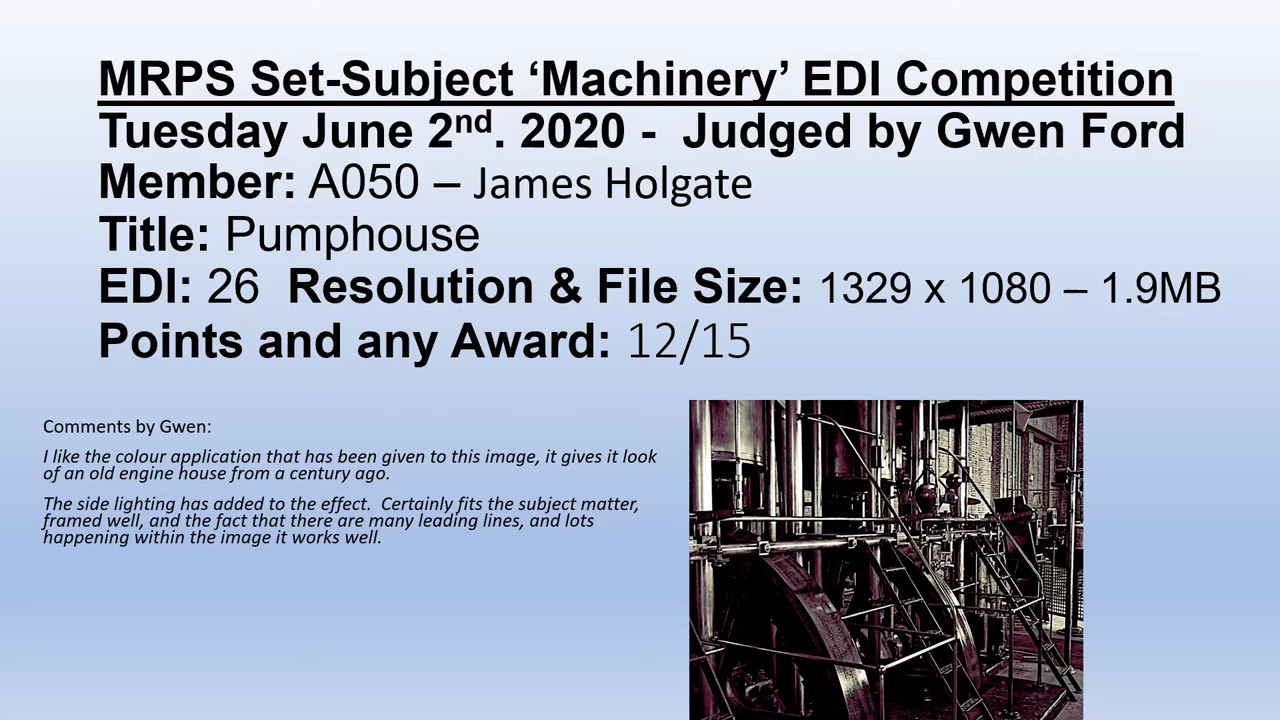 MRPS Set-Subject ‘Machinery’ EDI Competition
Tuesday June 2nd. 2020 - Judged by Gwen Ford
Member: A050 – James Holgate
Title: Pumphouse
EDI: 26 Resolution & File Size: 1329 x 1080 – 1.9MB
Points and any Award: 12/15
Comments by Gwen:
I like the colour application that has been given to this image, it gives it look
of an old engine house from a century ago.
The side lighting has added to the effect. Certainly fits the subject matter,
framed well, and the fact that there are many leading lines, and lots
happening within the image it works well.